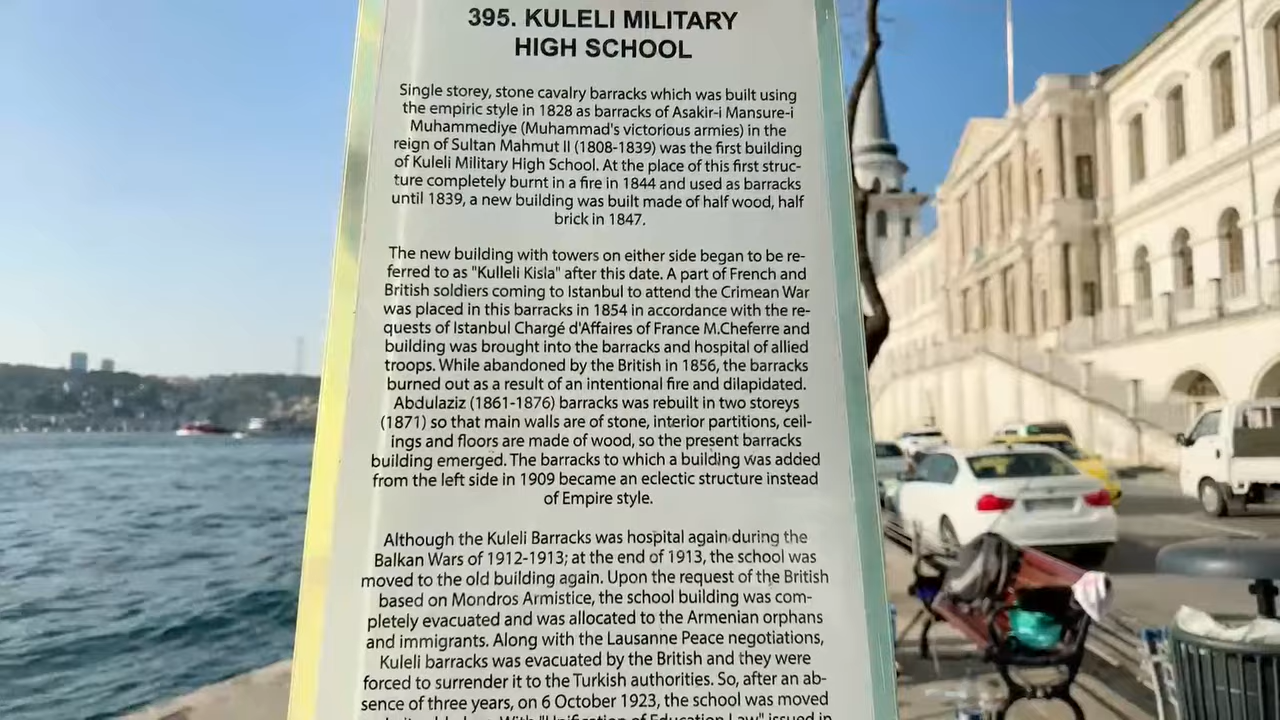 395. KULELI MILITARY
HIGH SCHOOL
Single storey, stone cavalry barracks which was built using
the empiric style in 1828 as barracks of Asakir-i Mansure-i
Muhammediye (Muhammad's victorious armies) in the
reign of Sultan Mahmut II (1808-1839) was the first building
of Kuleli Military High School. At the place of this first struc-
ture completely burnt in a fire in 1844 and used as barracks
until 1839, a new building was built made of half wood, half
brick in 1847.
The new building with towers on either side began to be re-
ferred to as "Kulleli Kisla" after this date. A part of French and
British soldiers coming to Istanbul to attend the Crimean War
was placed in this barracks in 1854 in accordance with the re-
quests of Istanbul Chargé d'Affaires of France M.Cheferre and
building was brought into the barracks and hospital of allied
troops. While abandoned by the British in 1856, the barracks
burned out as a result of an intentional fire and dilapidated.
Abdulaziz (1861-1876) barracks was rebuilt in two storeys
(1871) so that main walls are of stone, interior partitions, ceil-
ings and floors are made of wood, so the present barracks
building emerged. The barracks to which a building was added
from the left side in 1909 became an eclectic structure instead
of Empire style.
Although the Kuleli Barracks was hospital again during the
Balkan Wars of 1912-1913; at the end of 1913, the school was
moved to the old building again. Upon the request of the British
based on Mondros Armistice, the school building was com-
pletely evacuated and was allocated to the Armenian orphans
and immigrants. Along with the Lausanne Peace negotiations,
Kuleli barracks was evacuated by the British and they were
forced to surrender it to the Turkish authorities. So, after an ab-
sence of three years, on 6 October 1923, the school was moved
With "Unification of Education Law" issued in